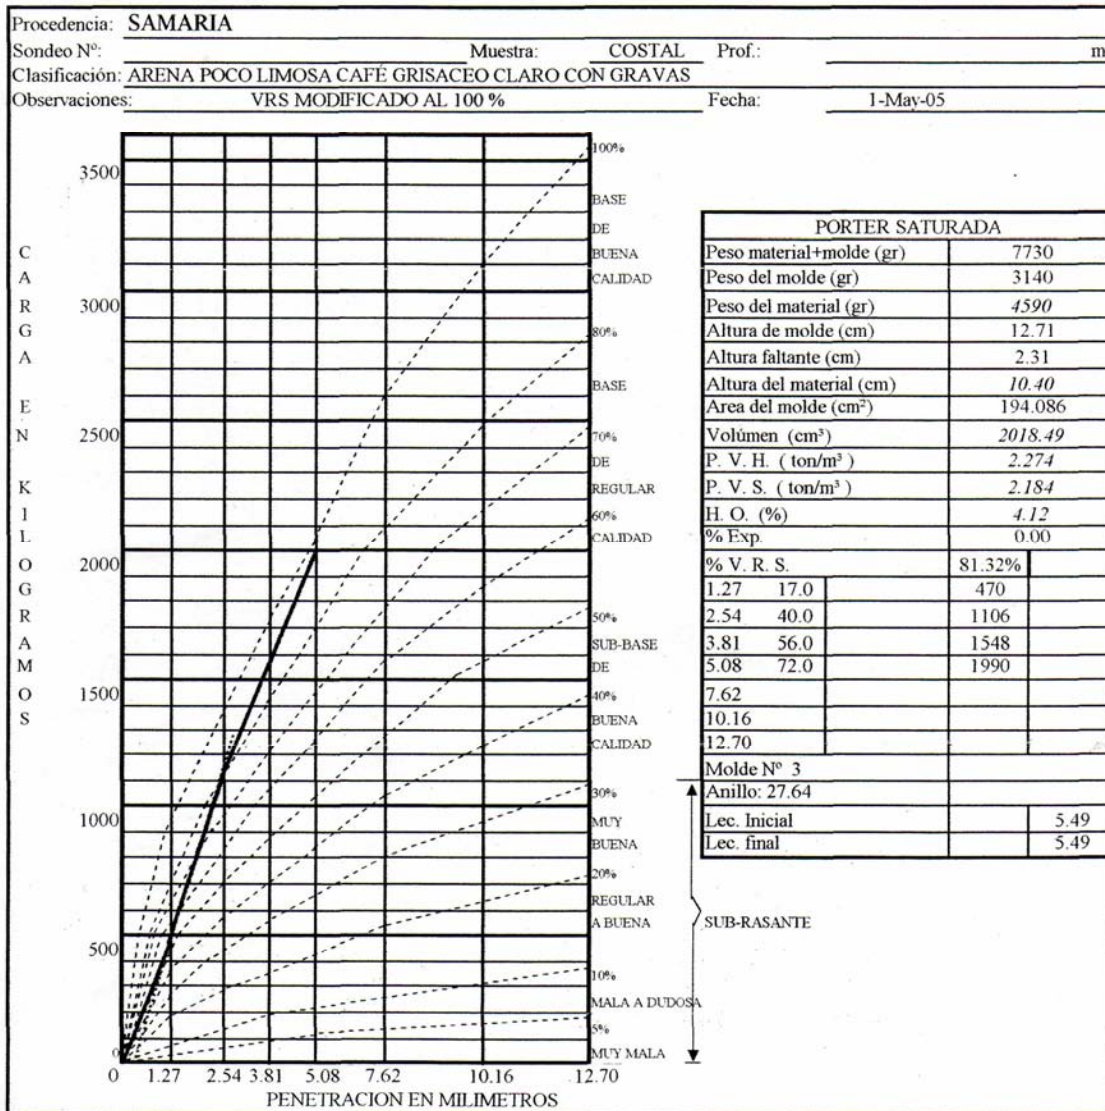 Procedencia: SAMARIA
Sondeo Nº: Muestra: COSTAL Prof.: m
Clasificación: ARENA POCO LIMOSA CAFÉ GRISACEO CLARO CON GRAVAS
Observaciones: VRS MODIFICADO AL 100 % Fecha: 1-May-05
CARGA EN KILOGRAMOS
3500
3000
2500
2000
1500
1000
500
0
100%
BASE
DE
BUENA
CALIDAD
80%
BASE
70%
DE
REGULAR
60%
CALIDAD
50%
SUB-BASE
DE
40%
BUENA
CALIDAD
30%
MUY
BUENA
20%
REGULAR
A BUENA
10%
MALA A DUDOSA
5%
MUY MALA
SUB-RASANTE
0 1.27 2.54 3.81 5.08 7.62 10.16 12.70
PENETRACION EN MILIMETROS
PORTER SATURADA
Peso material+molde (gr) 7730
Peso del molde (gr) 3140
Peso del material (gr) 4590
Altura de molde (cm) 12.71
Altura faltante (cm) 2.31
Altura del material (cm) 10.40
Area del molde (cm²) 194.086
Volúmen (cm³) 2018.49
P. V. H. ( ton/m³ ) 2.274
P. V. S. ( ton/m³ ) 2.184
H. O. (%) 4.12
% Exp. 0.00
% V. R. S. 81.32%
1.27 17.0 470
2.54 40.0 1106
3.81 56.0 1548
5.08 72.0 1990
7.62
10.16
12.70
Molde Nº 3
Anillo: 27.64
Lec. Inicial 5.49
Lec. final 5.49